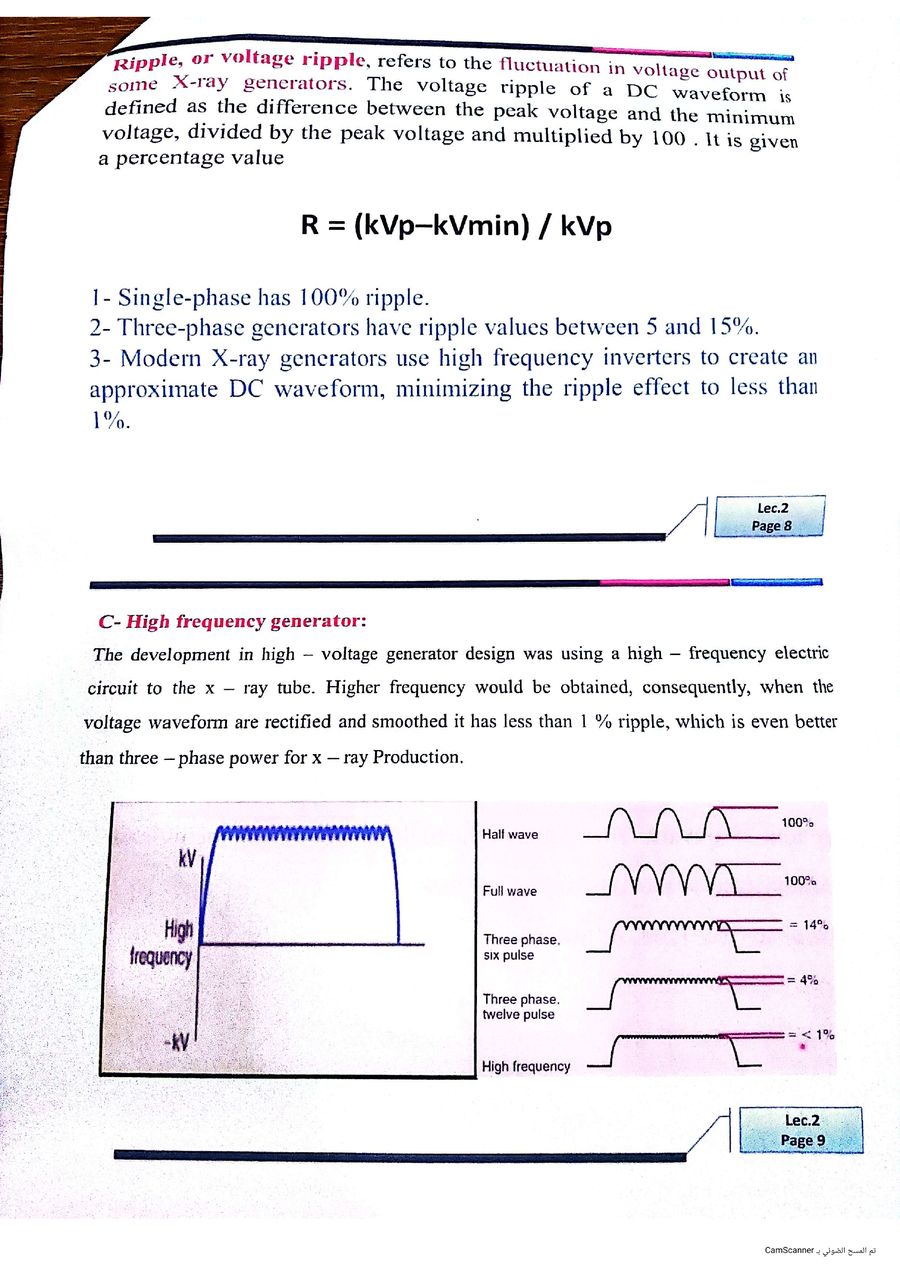 Ripple, or voltage ripple, refers to the fluctuation in voltage output of
some X-ray generators. The voltage ripple of a DC waveform is
defined as the difference between the peak voltage and the minimum
voltage, divided by the peak voltage and multiplied by 100 . It is given
a percentage value
R = (kVp–kVmin) / kVp
1- Single-phase has 100% ripple.
2- Three-phase generators have ripple values between 5 and 15%.
3- Modern X-ray generators use high frequency inverters to create an
approximate DC waveform, minimizing the ripple effect to less than
1%.
Lec.2
Page 8
C- High frequency generator:
The development in high – voltage generator design was using a high – frequency electric
circuit to the x – ray tube. Higher frequency would be obtained, consequently, when the
voltage waveform are rectified and smoothed it has less than 1 % ripple, which is even better
than three – phase power for x – ray Production.
kV
High
frequency
-kV
Half wave
100%
Full wave
100%
Three phase,
six pulse
= 14%
Three phase,
twelve pulse
= 4%
High frequency
= < 1%
Lec.2
Page 9
تم المسح الضوئي بـ CamScanner